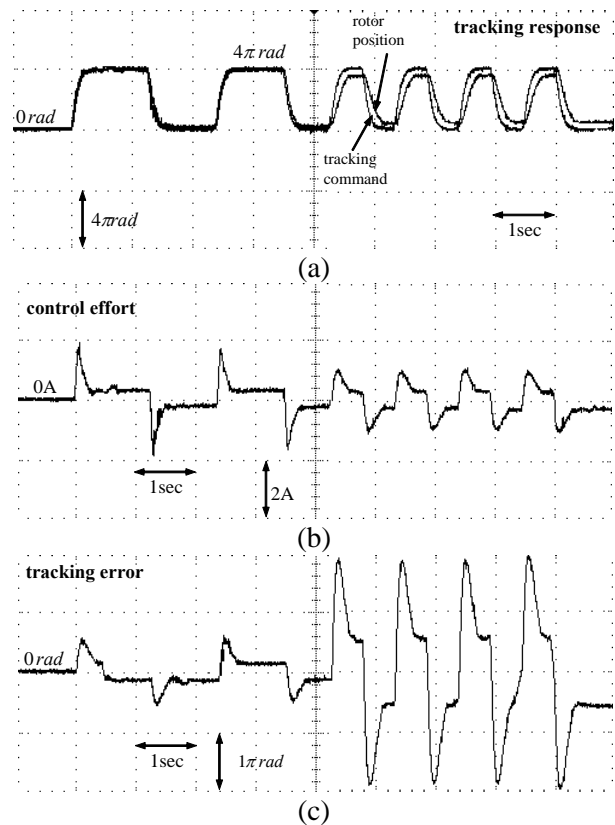 rotor
position
tracking response
4π rad
0 rad
tracking
command
4π rad
1sec
(a)
control effort
0A
1sec
2A
(b)
tracking error
0 rad
1sec
1π rad
(c)